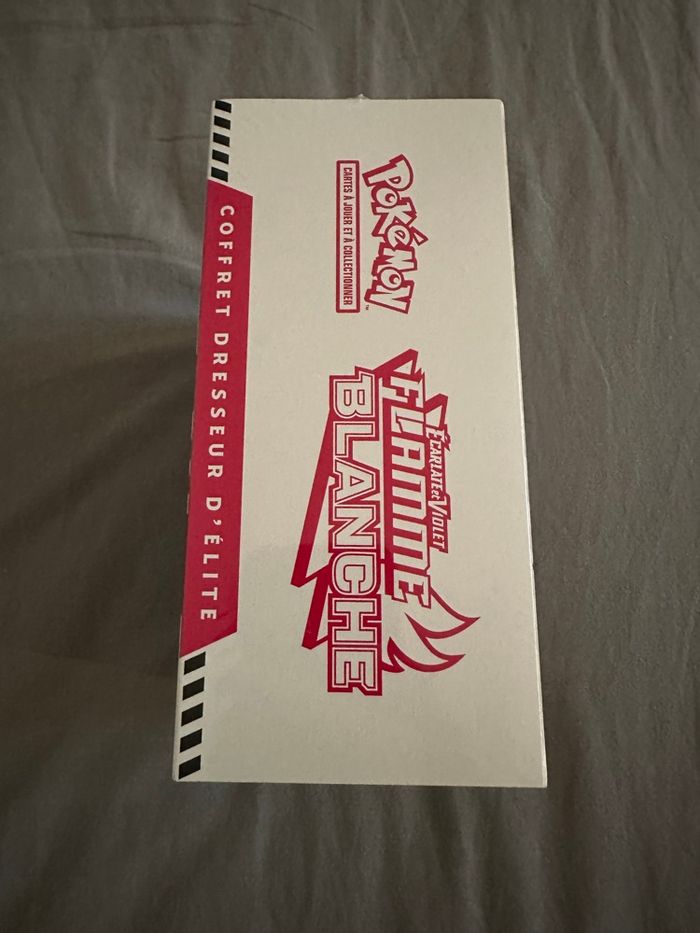 POKéMON
CARTES À JOUER ET À COLLECTIONNER
ÉCARLATE et VIOLET
FLAMME
BLANCHE
COFFRET DRESSEUR D'ÉLITE